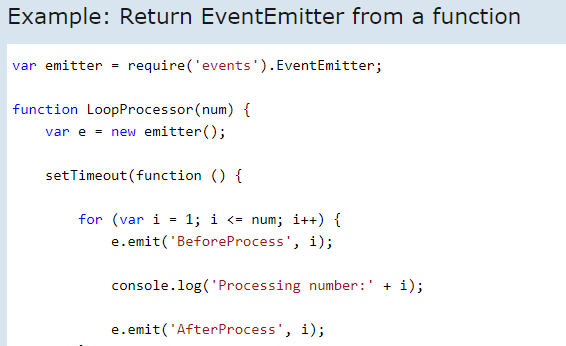 Example: Return EventEmitter from a function
var emitter = require('events').EventEmitter;
function LoopProcessor(num) {
var e = new emitter();
setTimeout(function () {
for (var i = 1; i <= num; i++) {
e.emit('BeforeProcess', i);
console.log('Processing number:' + i);
e.emit('AfterProcess', i);